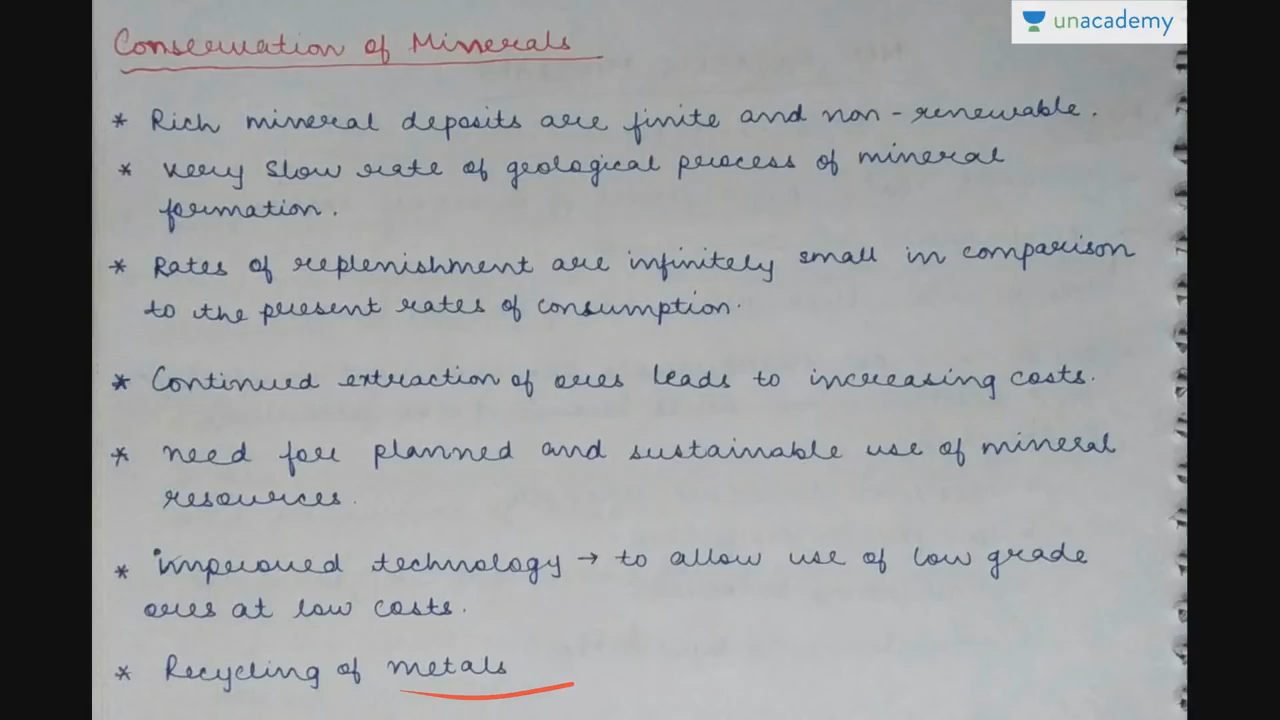 unacademy
Conservation of Minerals
* Rich mineral deposits are finite and non-renewable.
* very slow rate of geological process of mineral
formation.
* Rates of replenishment are infinitely small in comparison
to the present rates of consumption.
* Continued extraction of ores leads to increasing costs.
* need for planned and sustainable use of mineral
resources.
* improved technology → to allow use of low grade
ores at low costs.
* Recycling of metals